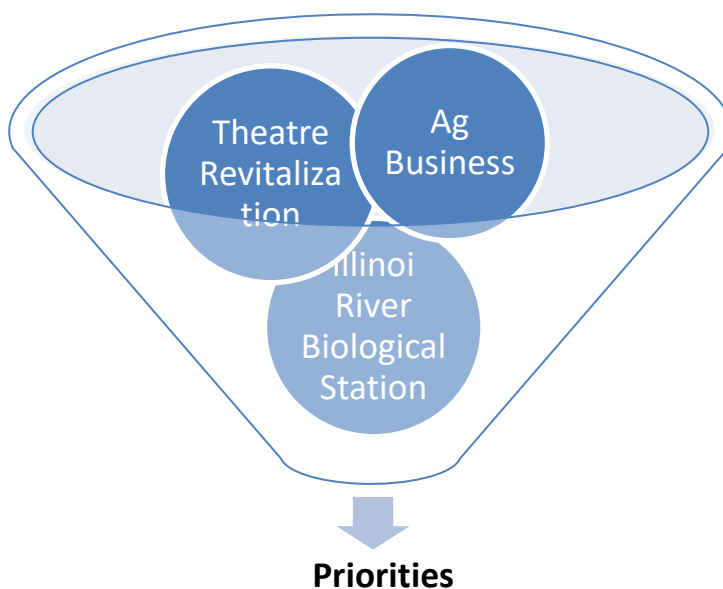 Theatre
Revitaliza
tion
Ag
Business
Illinoi
River
Biological
Station
Priorities